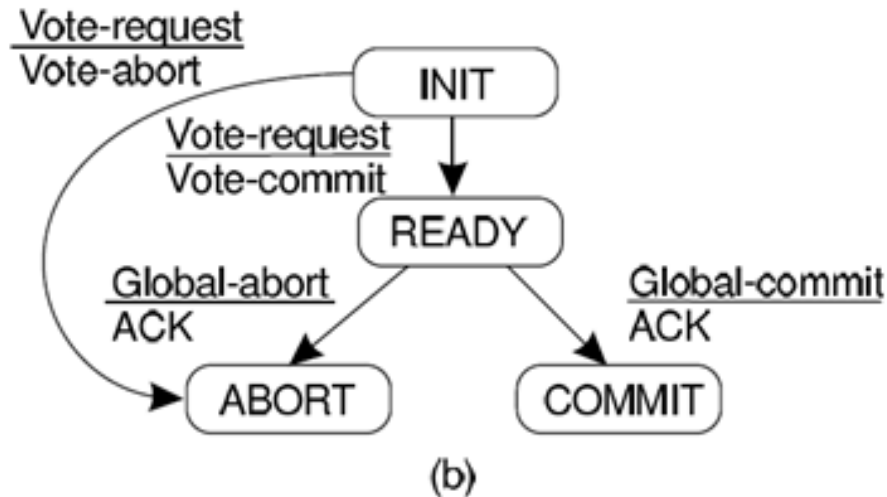 Vote-request
Vote-abort
INIT
Vote-request
Vote-commit
READY
Global-abort
ACK
Global-commit
ACK
ABORT
COMMIT
(b)